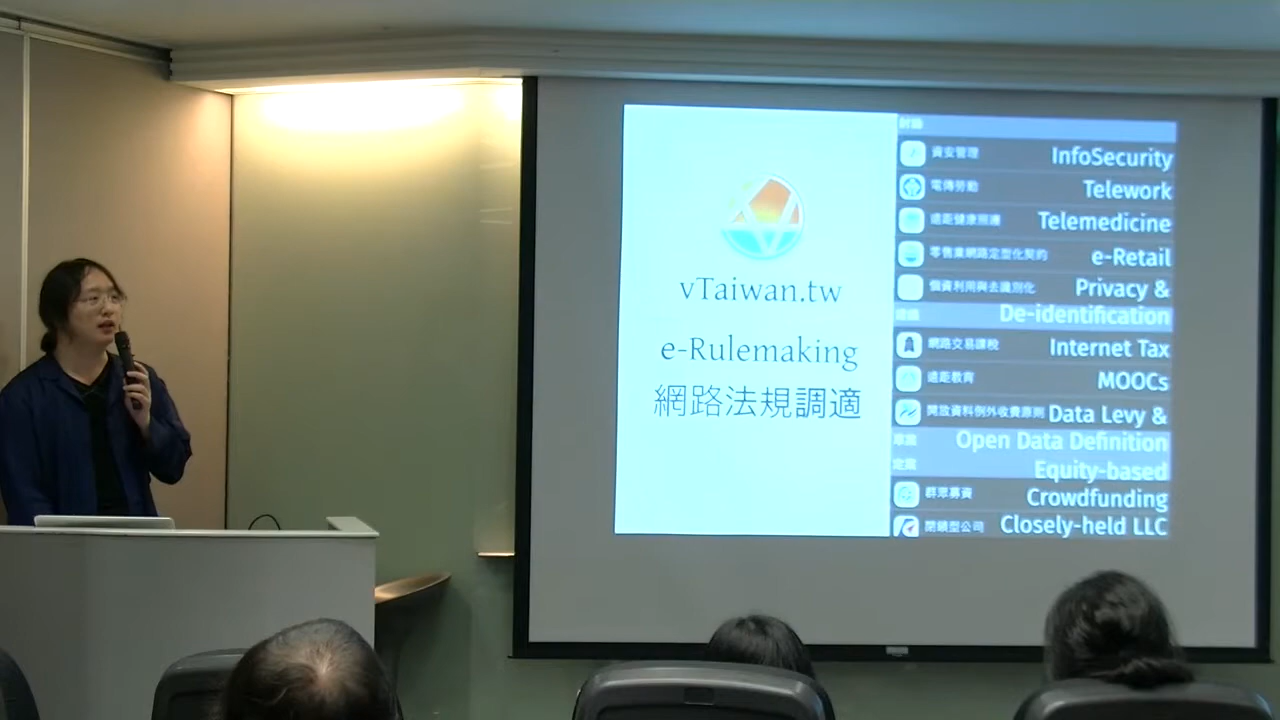 vTaiwan.tw
e-Rulemaking
網路法規調適
討論
資安管理 InfoSecurity
電傳勞動 Telework
遠距健康照護 Telemedicine
零售業網路定型化契約 e-Retail
個資利用與去識別化 Privacy &
De-identification
網路交易課稅 Internet Tax
遠距教育 MOOCs
開放資料例外收費原則 Data Levy &
Open Data Definition
Equity-based
群眾募資 Crowdfunding
閉鎖型公司 Closely-held LLC